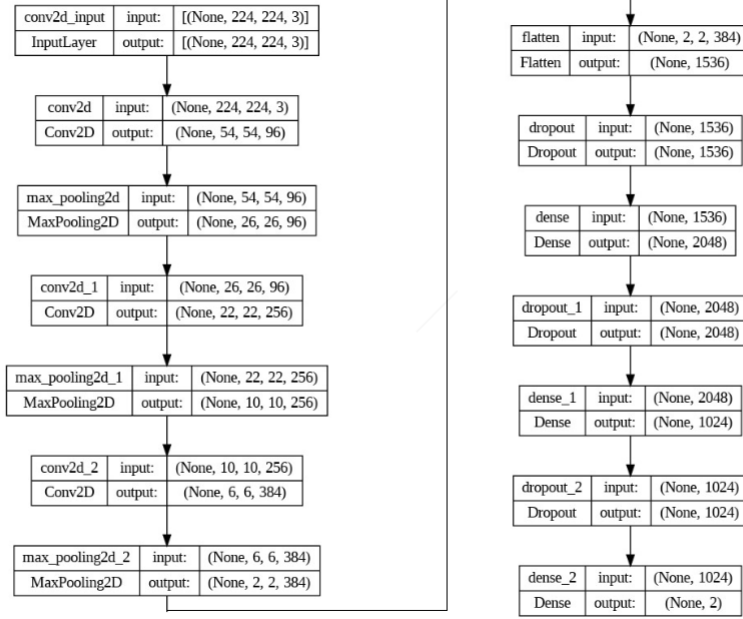 conv2d_input input: [(None, 224, 224, 3)]
InputLayer output: [(None, 224, 224, 3)]
conv2d input: (None, 224, 224, 3)
Conv2D output: (None, 54, 54, 96)
max_pooling2d input: (None, 54, 54, 96)
MaxPooling2D output: (None, 26, 26, 96)
conv2d_1 input: (None, 26, 26, 96)
Conv2D output: (None, 22, 22, 256)
max_pooling2d_1 input: (None, 22, 22, 256)
MaxPooling2D output: (None, 10, 10, 256)
conv2d_2 input: (None, 10, 10, 256)
Conv2D output: (None, 6, 6, 384)
max_pooling2d_2 input: (None, 6, 6, 384)
MaxPooling2D output: (None, 2, 2, 384)
flatten input: (None, 2, 2, 384)
Flatten output: (None, 1536)
dropout input: (None, 1536)
Dropout output: (None, 1536)
dense input: (None, 1536)
Dense output: (None, 2048)
dropout_1 input: (None, 2048)
Dropout output: (None, 2048)
dense_1 input: (None, 2048)
Dense output: (None, 1024)
dropout_2 input: (None, 1024)
Dropout output: (None, 1024)
dense_2 input: (None, 1024)
Dense output: (None, 2)